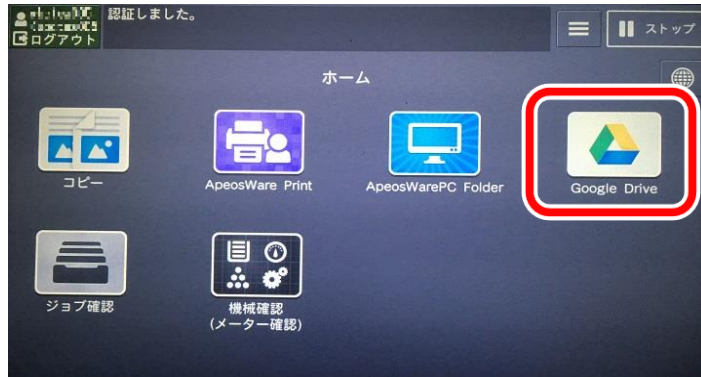 認証しました。
ログアウト
ストップ
ホーム
コピー
ApeosWare Print
ApeosWarePC Folder
Google Drive
ジョブ確認
機械確認
(メーター確認)